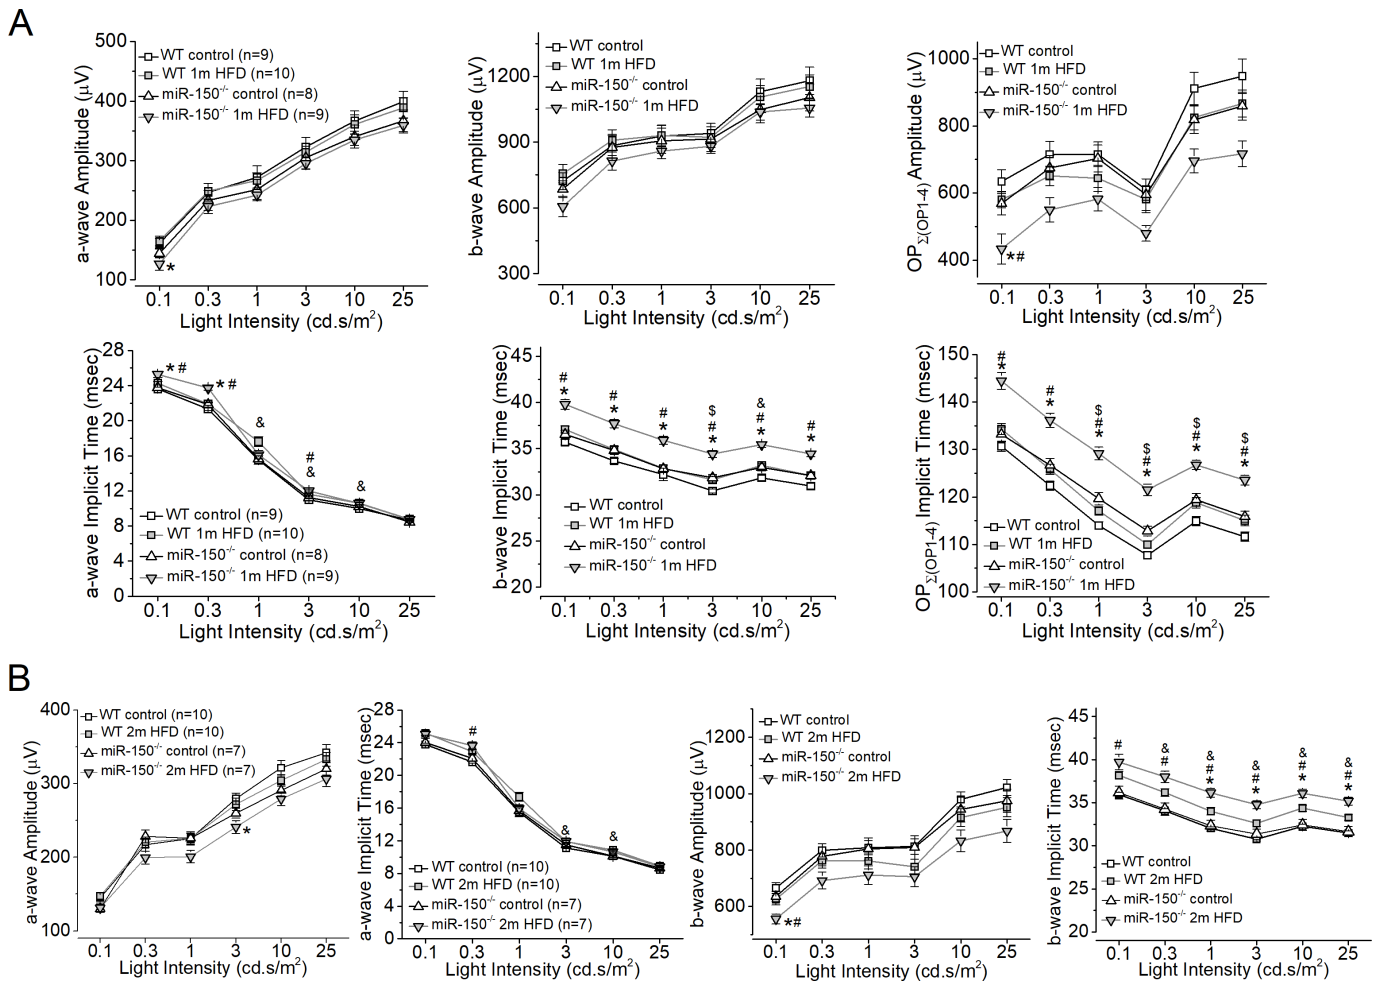 A
a-wave Amplitude (μV)
500
400
300
200
100
WT control (n=9)
WT 1m HFD (n=10)
miR-150-/- control (n=8)
miR-150-/- 1m HFD (n=9)
*
0.1 0.3 1 3 10 25
Light Intensity (cd.s/m2)
b-wave Amplitude (μV)
1200
900
600
300
WT control
WT 1m HFD
miR-150-/- control
miR-150-/- 1m HFD
0.1 0.3 1 3 10 25
Light Intensity (cd.s/m2)
OPΣ(OP1-4) Amplitude (μV)
1000
800
600
400
WT control
WT 1m HFD
miR-150-/- control
miR-150-/- 1m HFD
*#
0.1 0.3 1 3 10 25
Light Intensity (cd.s/m2)
a-wave Implicit Time (msec)
28
24
20
16
12
8
4
0
*# *# & # & &
WT control (n=9)
WT 1m HFD (n=10)
miR-150-/- control (n=8)
miR-150-/- 1m HFD (n=9)
0.1 0.3 1 3 10 25
Light Intensity (cd.s/m2)
b-wave Implicit Time (msec)
45
40
35
30
25
20
$ &
# # # # # #
* * * * * *
WT control
WT 1m HFD
miR-150-/- control
miR-150-/- 1m HFD
0.1 0.3 1 3 10 25
Light Intensity (cd.s/m2)
OPΣ(OP1-4) Implicit Time (msec)
150
140
130
120
110
100
$ $ $ $
# # # # # #
* * * * * *
WT control
WT 1m HFD
miR-150-/- control
miR-150-/- 1m HFD
0.1 0.3 1 3 10 25
Light Intensity (cd.s/m2)
B
a-wave Amplitude (μV)
400
300
200
100
WT control (n=10)
WT 2m HFD (n=10)
miR-150-/- control (n=7)
miR-150-/- 2m HFD (n=7)
*
0.1 0.3 1 3 10 25
Light Intensity (cd.s/m2)
a-wave Implicit Time (msec)
28
24
20
16
12
8
4
0
# & &
WT control (n=10)
WT 2m HFD (n=10)
miR-150-/- control (n=7)
miR-150-/- 2m HFD (n=7)
0.1 0.3 1 3 10 25
Light Intensity (cd.s/m2)
b-wave Amplitude (μV)
1200
1000
800
600
WT control
WT 2m HFD
miR-150-/- control
miR-150-/- 2m HFD
*#
0.1 0.3 1 3 10 25
Light Intensity (cd.s/m2)
b-wave Implicit Time (msec)
45
40
35
30
25
20
& & & & &
# # # # # #
* * * *
WT control
WT 2m HFD
miR-150-/- control
miR-150-/- 2m HFD
0.1 0.3 1 3 10 25
Light Intensity (cd.s/m2)